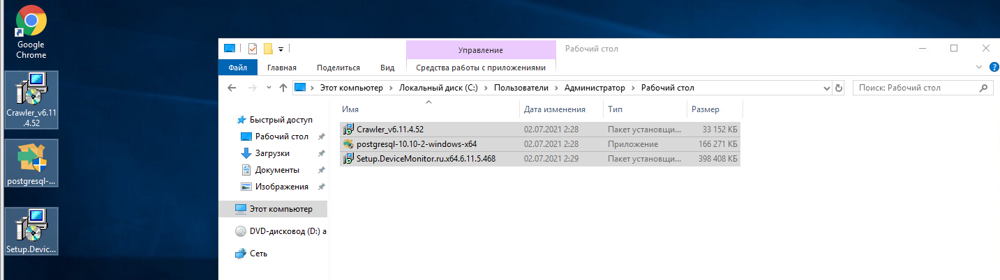 Google
Chrome
Crawler_v6.11
.4.52
postgresql-...
Setup.Devic...
Управление
Рабочий стол
Файл
Главная
Поделиться
Вид
Средства работы с приложениями
Этот компьютер > Локальный диск (C:) > Пользователи > Администратор > Рабочий стол
Поиск: Рабочий стол
Быстрый доступ
Рабочий стол
Загрузки
Документы
Изображения
Этот компьютер
DVD-дисковод (D:) a
Сеть
Имя Дата изменения Тип Размер
Crawler_v6.11.4.52 02.07.2021 2:28 Пакет установщи... 33 152 КБ
postgresql-10.10-2-windows-x64 02.07.2021 2:28 Приложение 166 271 КБ
Setup.DeviceMonitor.ru.x64.6.11.5.468 02.07.2021 2:29 Пакет установщи... 398 408 КБ